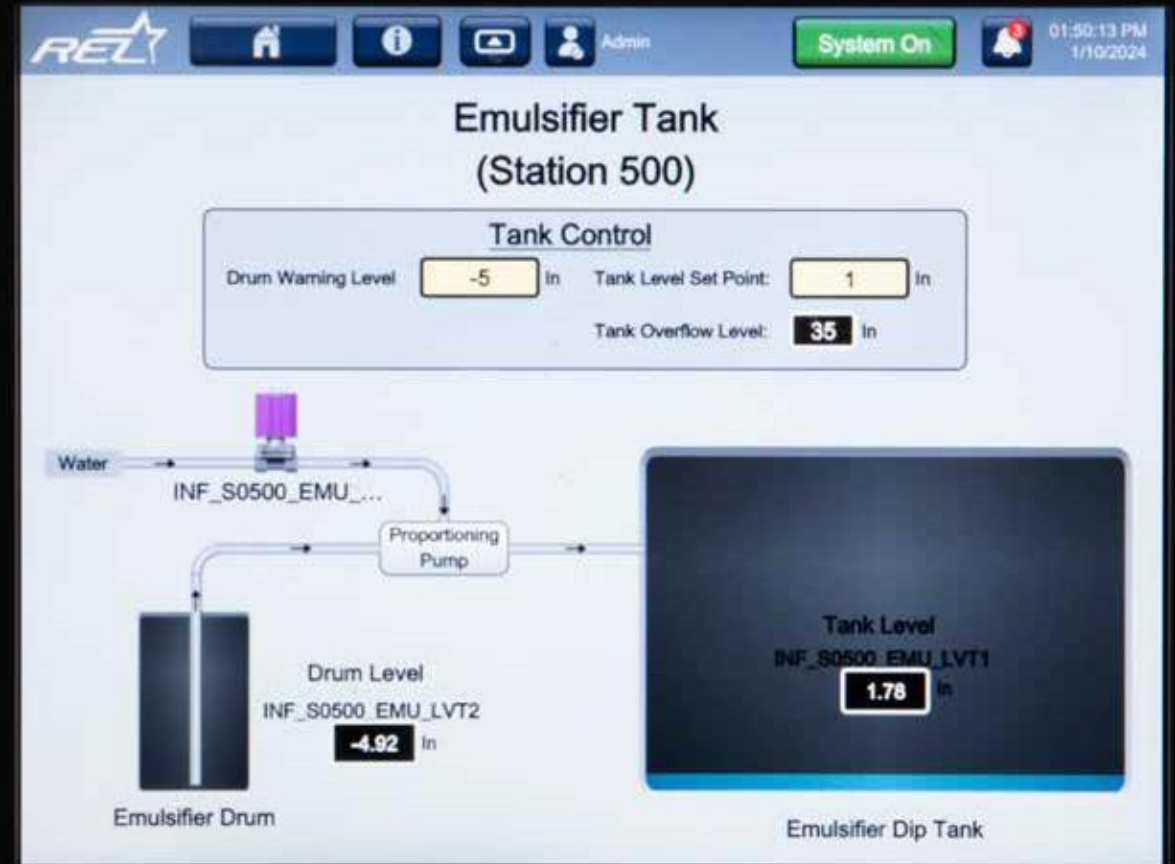 REL
Admin
System On
3
01:50:13 PM
1/10/2024
Emulsifier Tank
(Station 500)
Tank Control
Drum Warning Level -5 In Tank Level Set Point: 1 In
Tank Overflow Level: 35 In
Water
INF_S0500_EMU_...
Proportioning
Pump
Tank Level
INF_S0500_EMU_LVT1
1.78 In
Drum Level
INF_S0500_EMU_LVT2
-4.92 In
Emulsifier Drum
Emulsifier Dip Tank